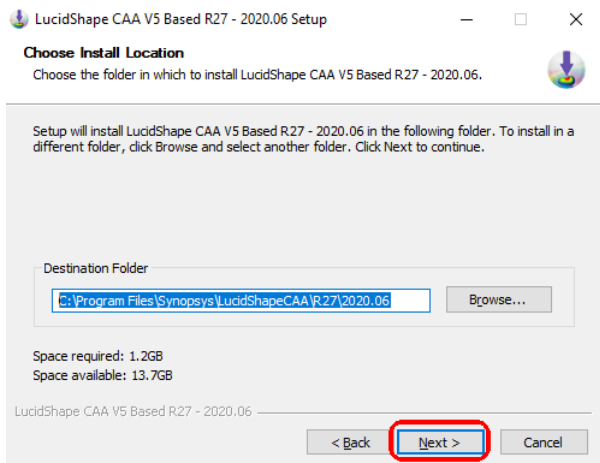 LucidShape CAA V5 Based R27 - 2020.06 Setup
Choose Install Location
Choose the folder in which to install LucidShape CAA V5 Based R27 - 2020.06.
Setup will install LucidShape CAA V5 Based R27 - 2020.06 in the following folder. To install in a
different folder, click Browse and select another folder. Click Next to continue.
Destination Folder
C:\Program Files\Synopsys\LucidShapeCAA\R27\2020.06
Browse...
Space required: 1.2GB
Space available: 13.7GB
LucidShape CAA V5 Based R27 - 2020.06
< Back Next > Cancel